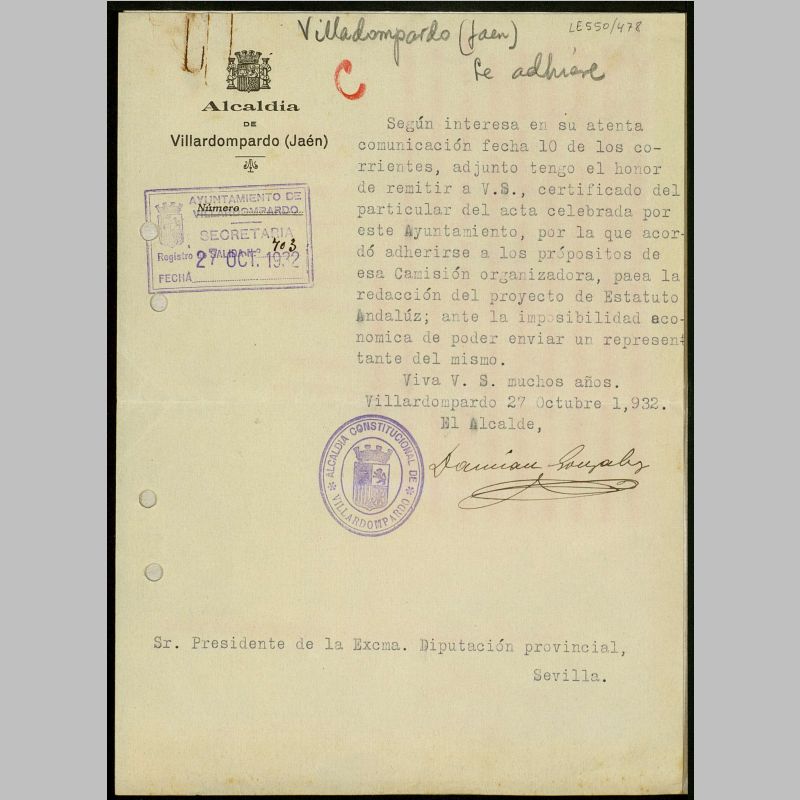 Villadompardo (Jaen)
LE550/478
Se adhiere
C
Alcaldia
DE
Villardompardo (Jaén)
AYUNTAMIENTO DE
VILLARDOMPARDO
Número
SECRETARIA
Registro de SALIDA N.º 703
27 OCT. 1932
FECHA
Según interesa en su atenta
comunicación fecha 10 de los co-
rrientes, adjunto tengo el honor
de remitir a V.S., certificado del
particular del acta celebrada por
este Ayuntamiento, por la que acor-
dó adherirse a los própositos de
esa Camisión organizadora, paea la
redacción del proyecto de Estatuto
Andalúz; ante la imposibilidad eco-
nomica de poder enviar un represen-
tante del mismo.
Viva V. S. muchos años.
Villardompardo 27 Octubre 1,932.
El Alcalde,
Damian Gonzalez
ALCALDIA CONSTITUCIONAL DE
* VILLARDOMPARDO *
Sr. Presidente de la Excma. Diputación provincial,
Sevilla.